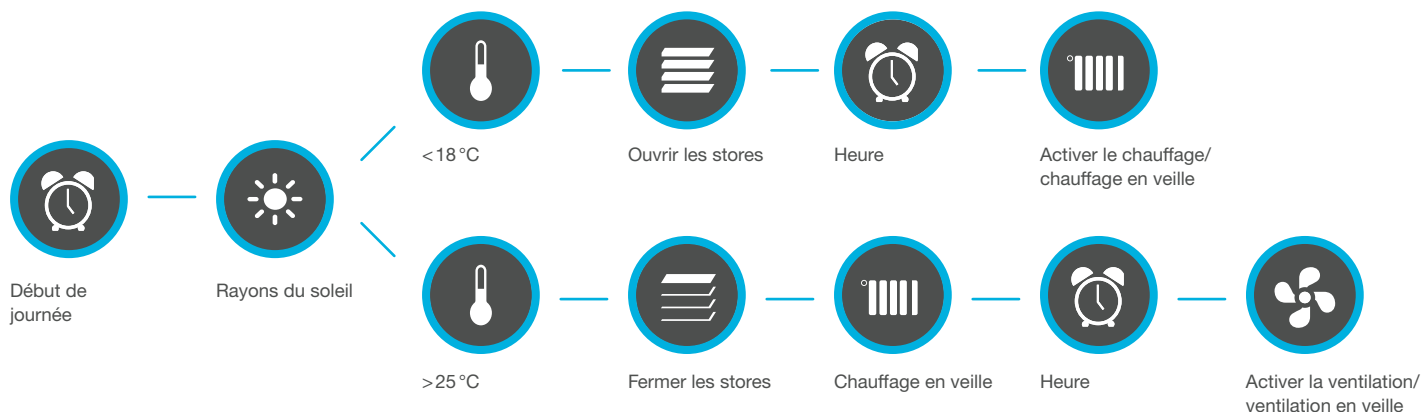 <18 °C
Ouvrir les stores
Heure
Activer le chauffage/
chauffage en veille
Début de
journée
Rayons du soleil
>25 °C
Fermer les stores
Chauffage en veille
Heure
Activer la ventilation/
ventilation en veille